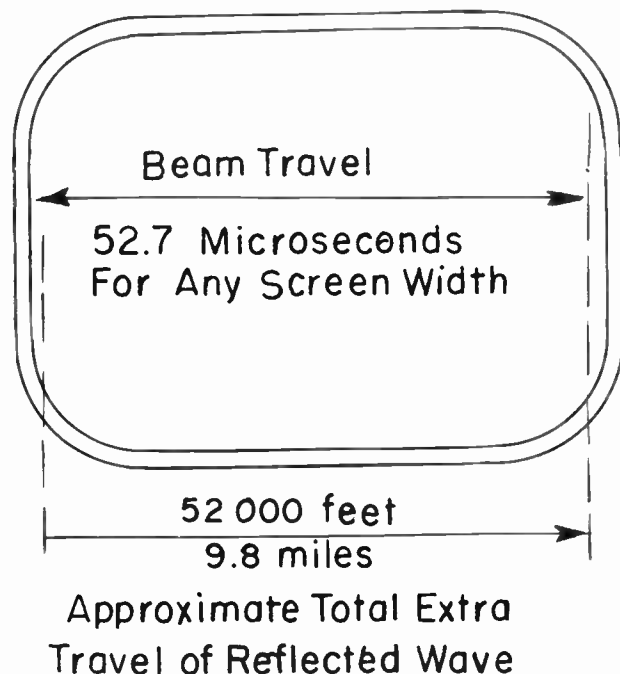 Beam Travel
52.7 Microseconds
For Any Screen Width
52 000 feet
9.8 miles
Approximate Total Extra
Travel of Reflected Wave